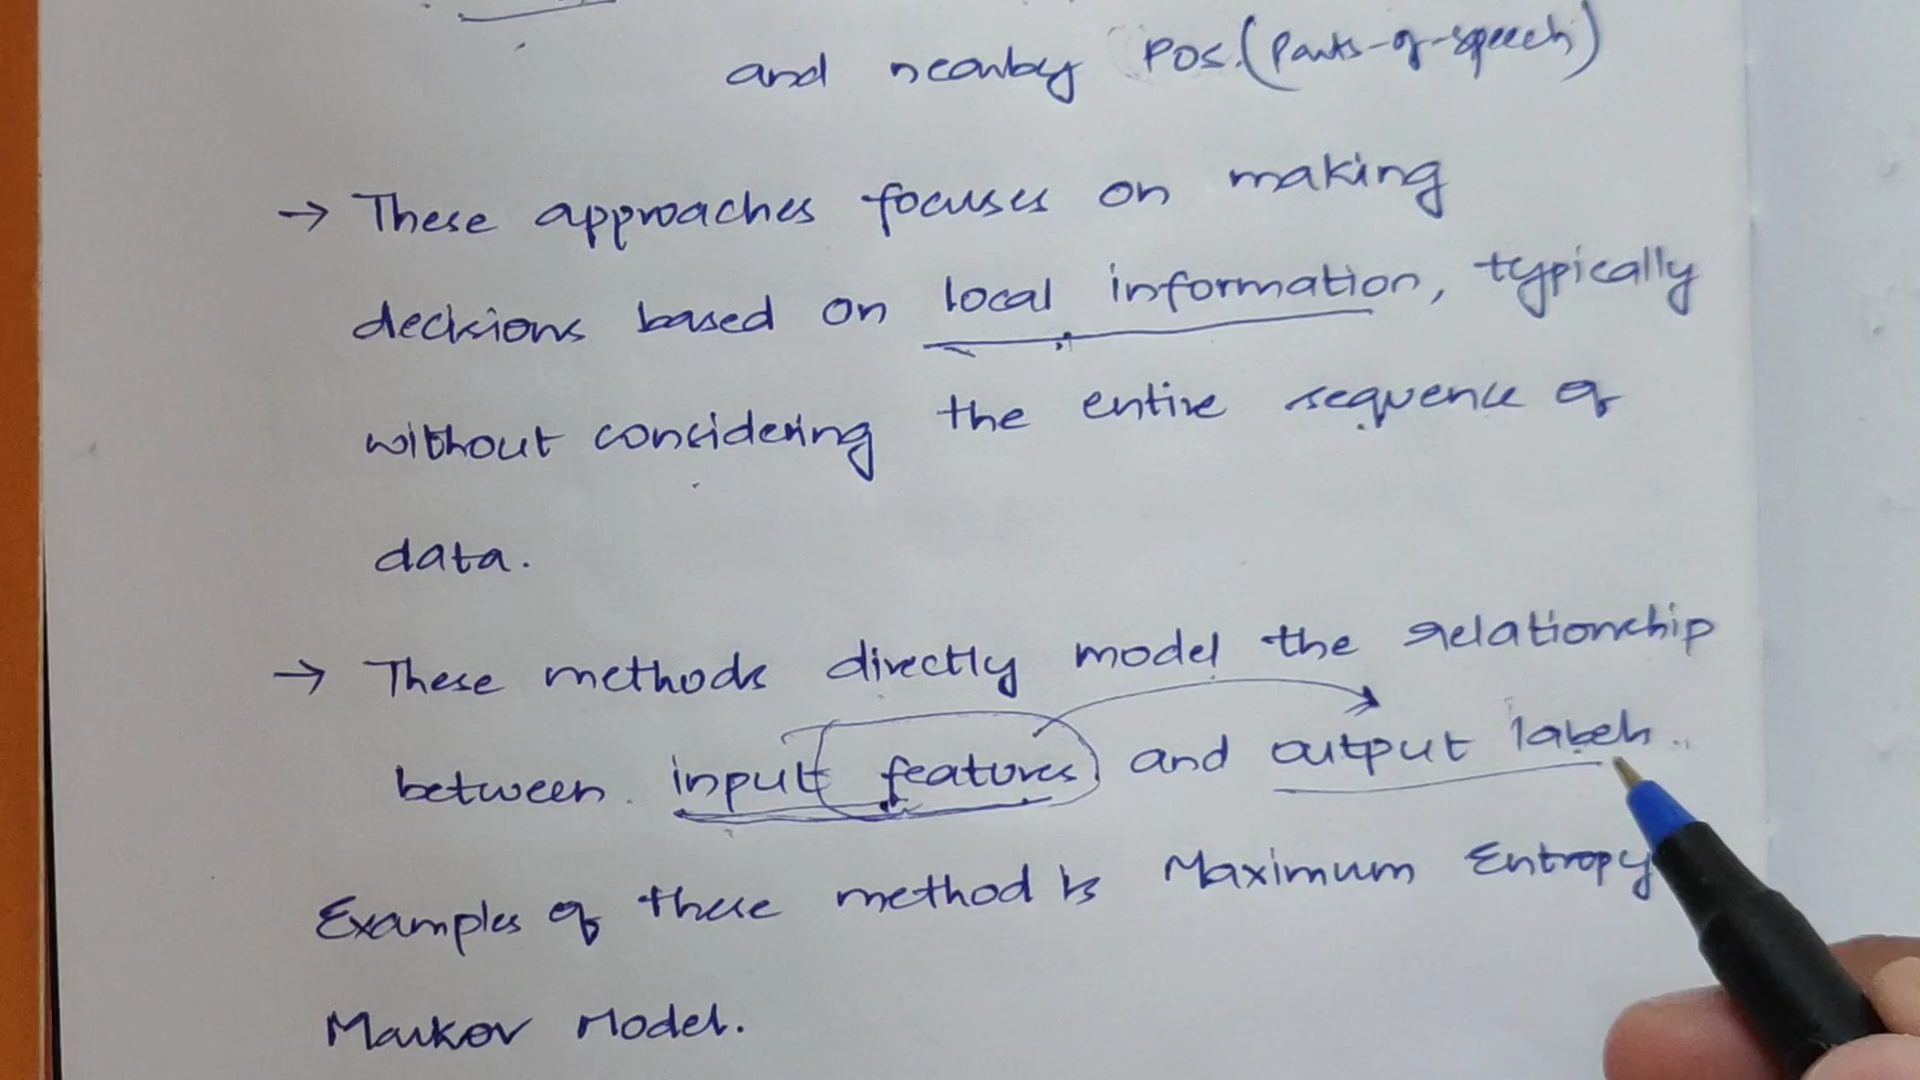 and nearby POS.(Parts-of-speech)
→ These approaches focuses on making
decisions based on local information, typically
without considering the entire sequence of
data.
→ These methods directly model the relationship
between input features and output labels.
Examples of these method is Maximum Entropy
Markov Model.